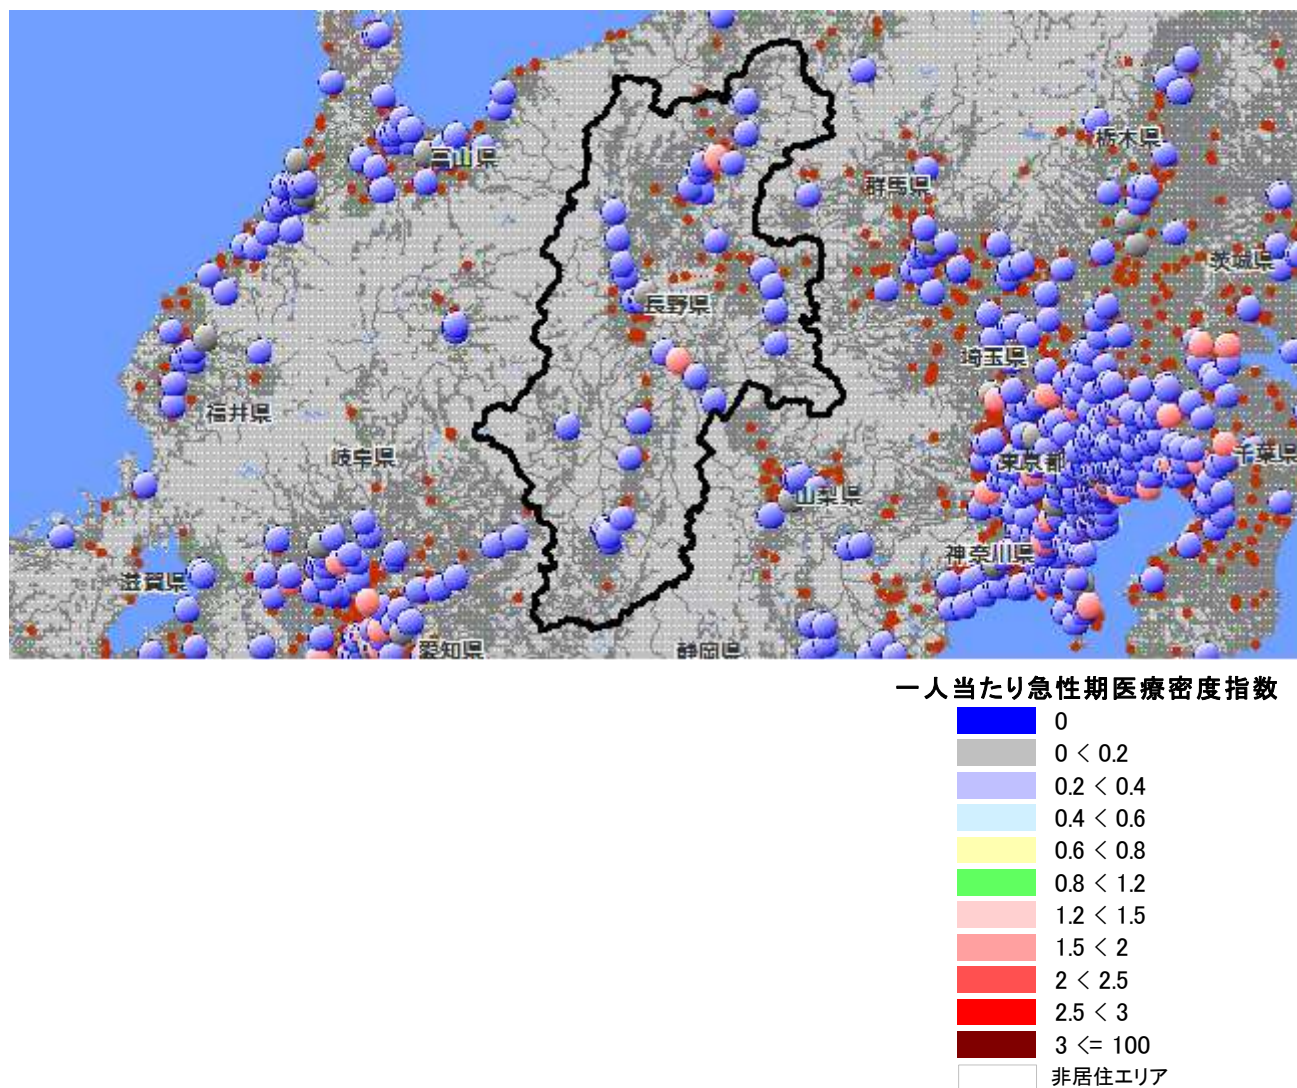 富山県
栃木県
群馬県
茨城県
長野県
埼玉県
福井県
岐阜県
東京都
千葉県
山梨県
神奈川県
滋賀県
愛知県
静岡県
一人当たり急性期医療密度指数
0
0 < 0.2
0.2 < 0.4
0.4 < 0.6
0.6 < 0.8
0.8 < 1.2
1.2 < 1.5
1.5 < 2
2 < 2.5
2.5 < 3
3 <= 100
非居住エリア